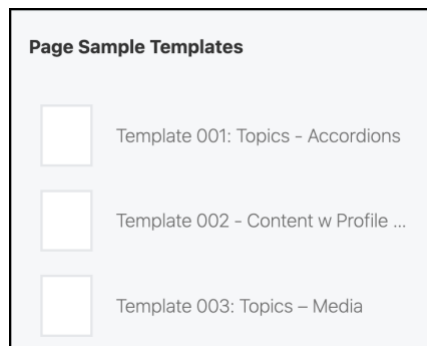 Page Sample Templates
Template 001: Topics - Accordions
Template 002 - Content w Profile ...
Template 003: Topics – Media